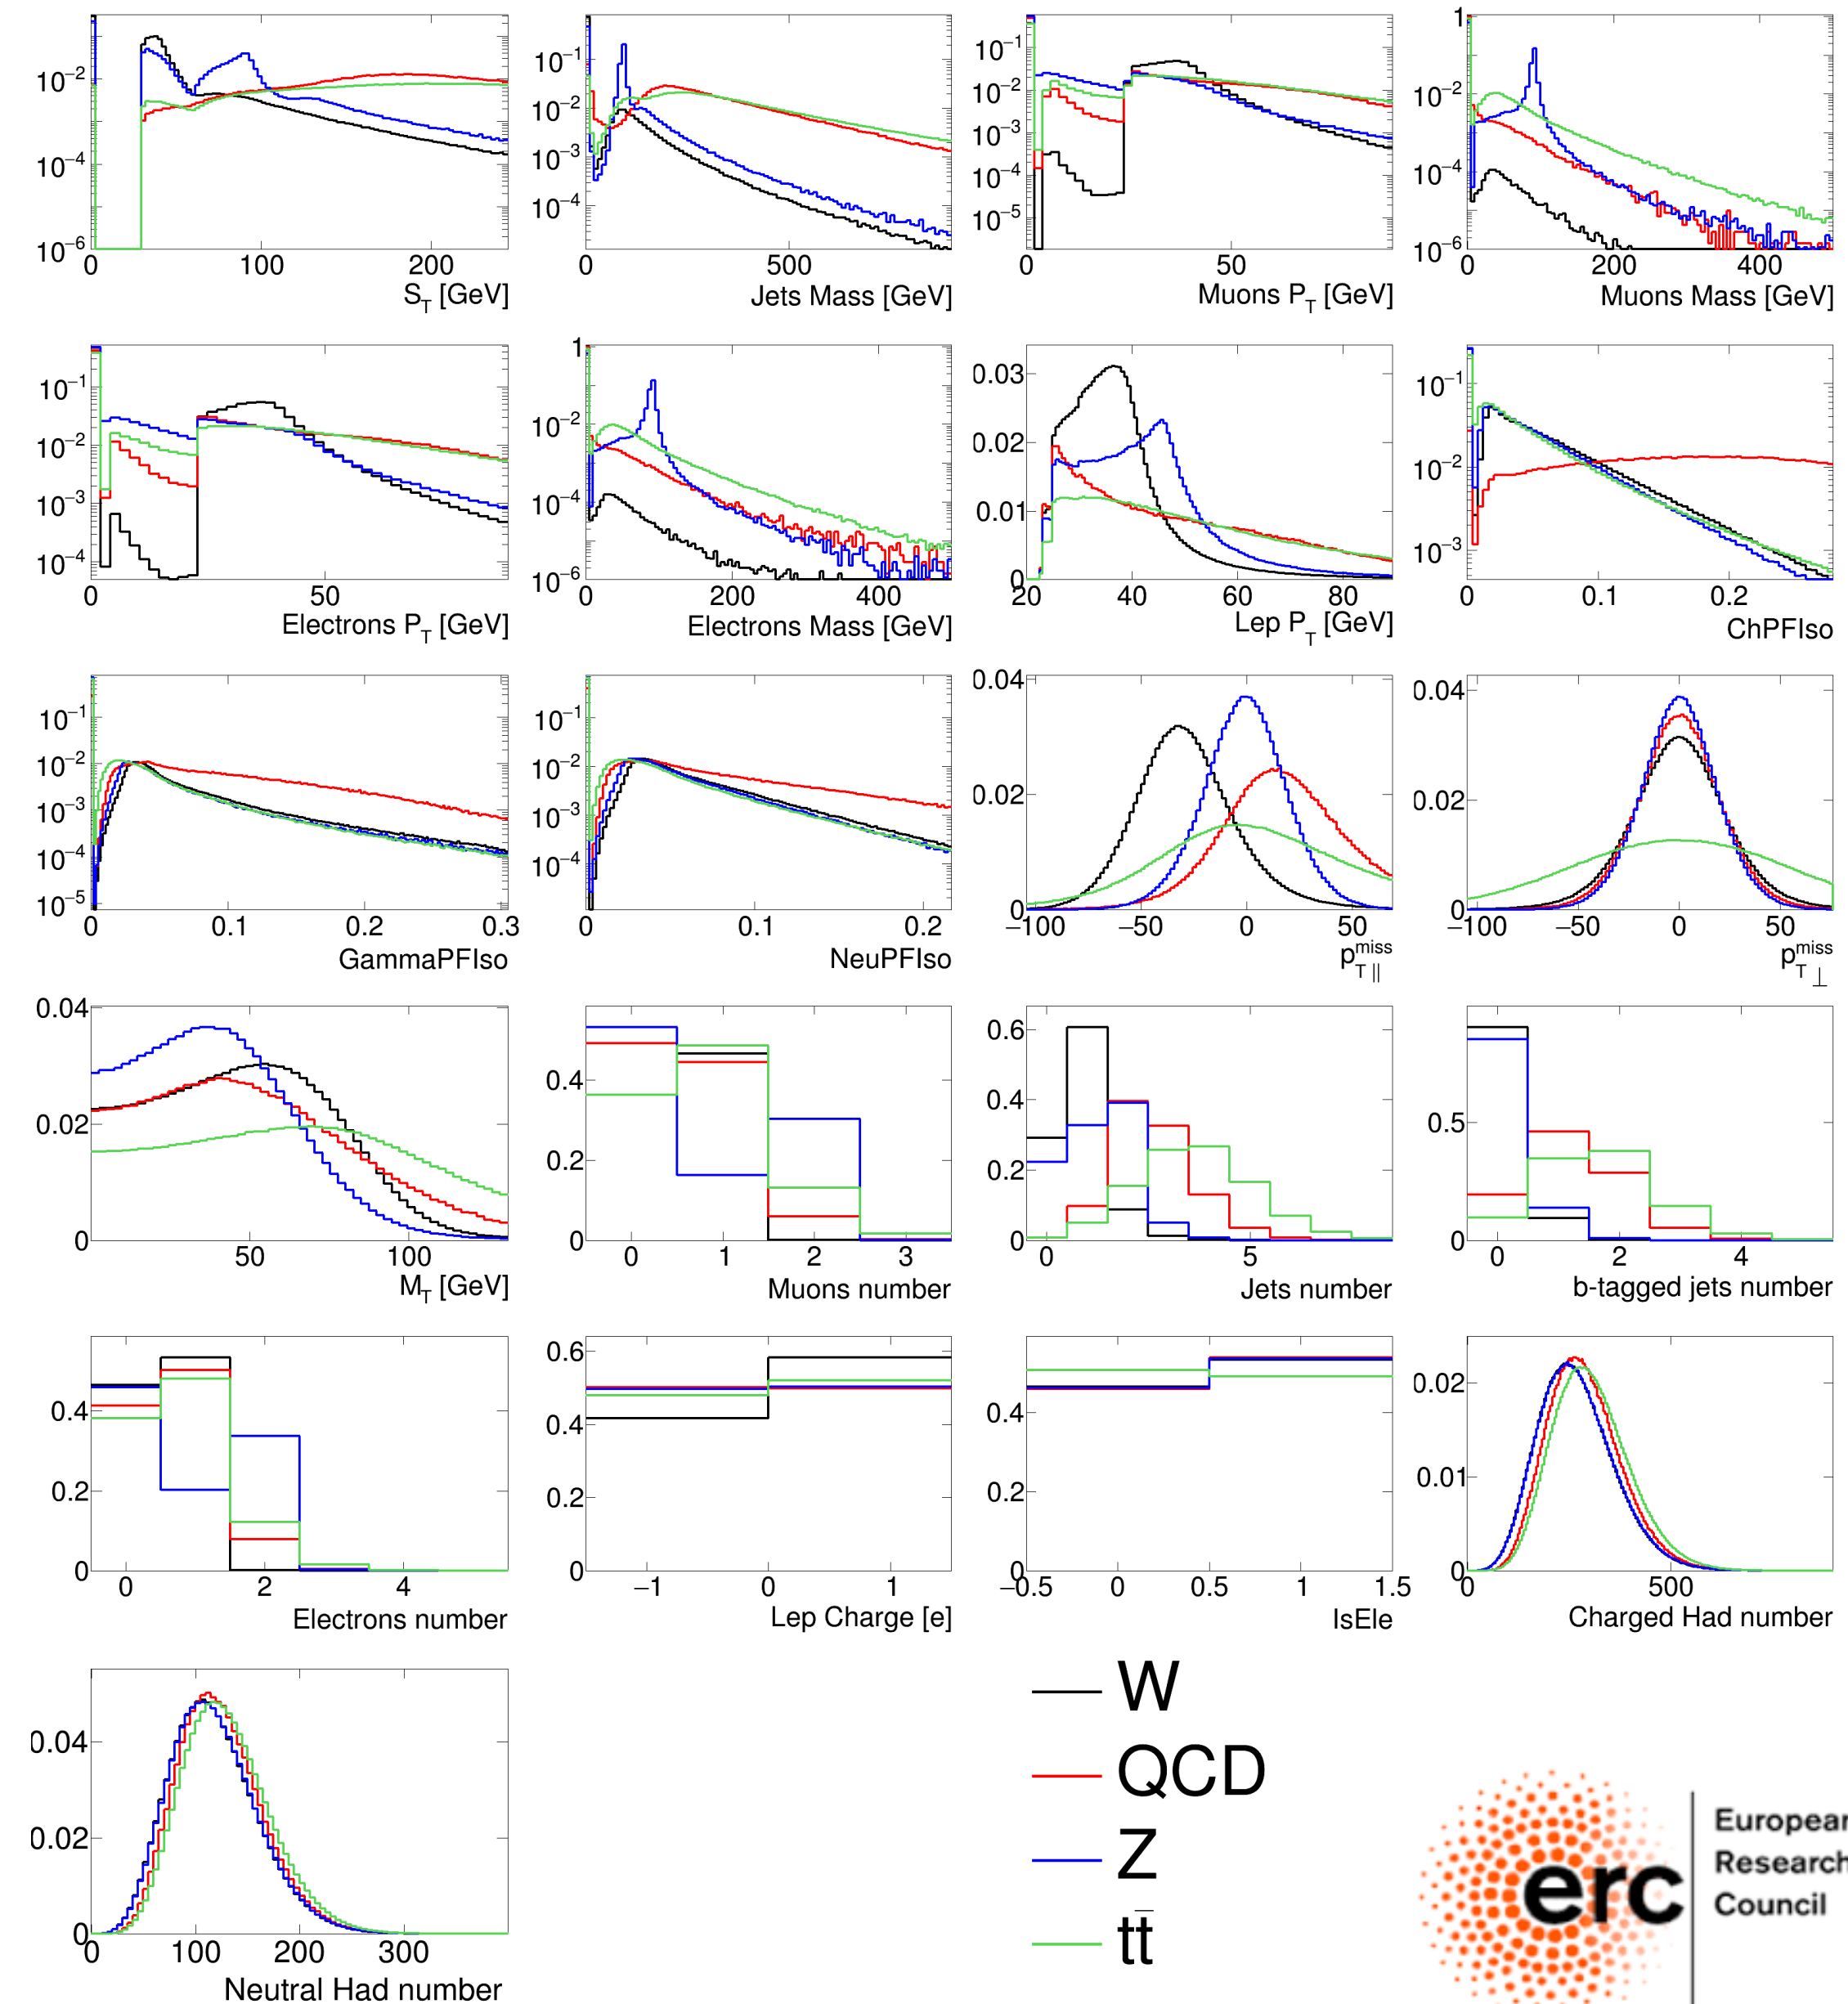 10⁻² 10⁻⁴ 10⁻⁶
0 100 200
S_T [GeV]
10⁻¹ 10⁻² 10⁻³ 10⁻⁴
0 500
Jets Mass [GeV]
10⁻¹ 10⁻² 10⁻³ 10⁻⁴ 10⁻⁵
0 50
Muons P_T [GeV]
1 10⁻² 10⁻⁴ 10⁻⁶
0 200 400
Muons Mass [GeV]
10⁻¹ 10⁻² 10⁻³ 10⁻⁴
0 50
Electrons P_T [GeV]
1 10⁻² 10⁻⁴ 10⁻⁶
0 200 400
Electrons Mass [GeV]
0.03 0.02 0.01 0
20 40 60 80
Lep P_T [GeV]
10⁻¹ 10⁻² 10⁻³
0 0.1 0.2
ChPFIso
10⁻¹ 10⁻² 10⁻³ 10⁻⁴ 10⁻⁵
0 0.1 0.2 0.3
GammaPFIso
10⁻¹ 10⁻² 10⁻³ 10⁻⁴
0 0.1 0.2
NeuPFIso
0.04 0.02 0
−100 −50 0 50
p_T∥^miss
0.04 0.02 0
−100 −50 0 50
p_T⊥^miss
0.04 0.02 0
50 100
M_T [GeV]
0.4 0.2 0
0 1 2 3
Muons number
0.6 0.4 0.2 0
0 5
Jets number
0.5 0
0 2 4
b-tagged jets number
0.4 0.2 0
0 2 4
Electrons number
0.6 0.4 0.2 0
−1 0 1
Lep Charge [e]
0.4 0.2 0
−0.5 0 0.5 1 1.5
IsEle
0.02 0.01 0
0 500
Charged Had number
0.04 0.02 0
0 100 200 300
Neutral Had number
W
QCD
Z
tt̄
erc
European
Research
Council